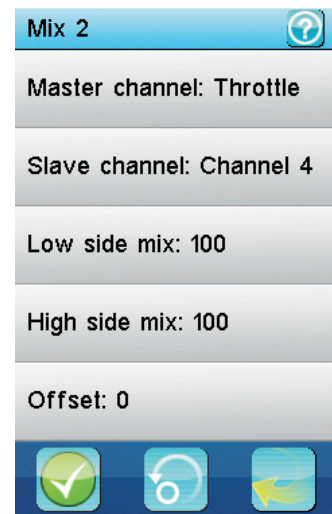 Mix 2
?
Master channel: Throttle
Slave channel: Channel 4
Low side mix: 100
High side mix: 100
Offset: 0